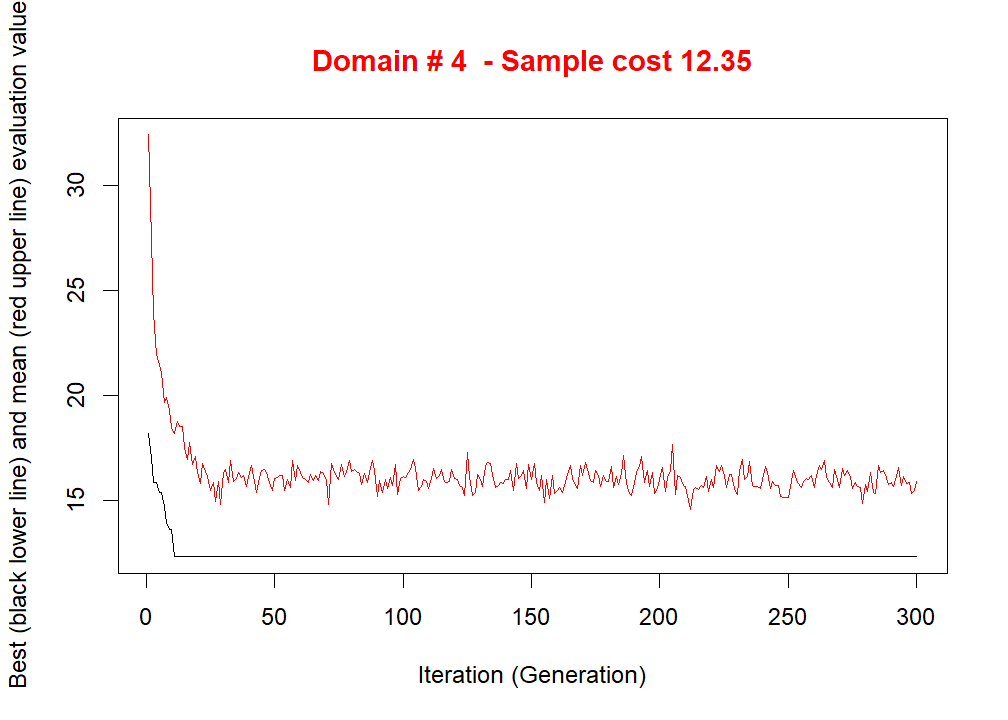 Domain # 4  - Sample cost 12.35
Best (black lower line) and mean (red upper line) evaluation value
30
25
20
15
0 50 100 150 200 250 300
Iteration (Generation)